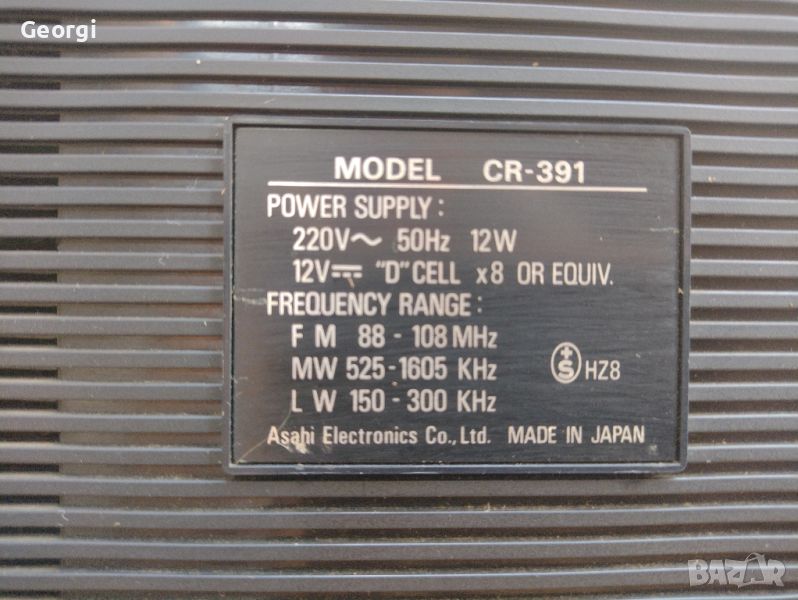 Georgi
MODEL CR-391
POWER SUPPLY :
220V~ 50Hz 12W
12V⎓ "D" CELL x8 OR EQUIV.
FREQUENCY RANGE :
F M 88 - 108 MHz
MW 525-1605 KHz
L W 150 - 300 KHz
+S HZ8
Asahi Electronics Co., Ltd. MADE IN JAPAN
BAZAR